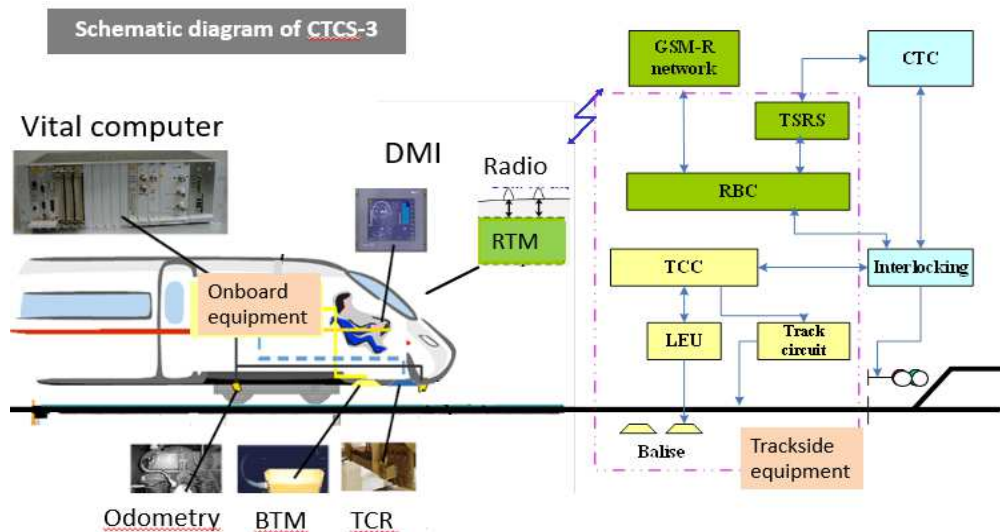 Schematic diagram of CTCS-3
Vital computer
DMI
Radio
RTM
Onboard
equipment
Odometry
BTM
TCR
GSM-R
network
CTC
TSRS
RBC
TCC
Interlocking
LEU
Track
circuit
Balise
Trackside
equipment